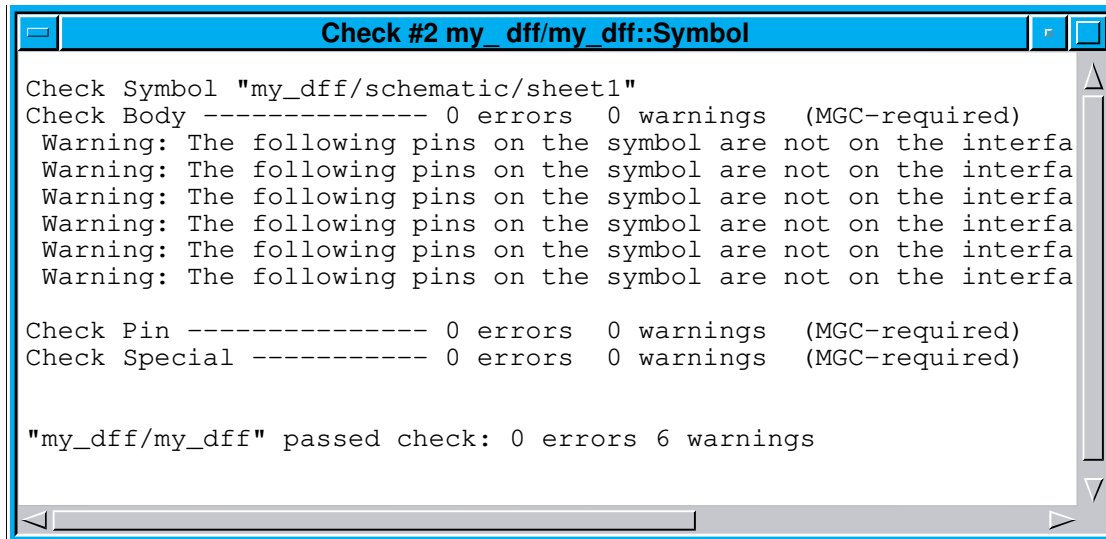 Check #2 my_ dff/my_dff::Symbol
Check Symbol "my_dff/schematic/sheet1"
Check Body -------------- 0 errors  0 warnings  (MGC-required)
Warning: The following pins on the symbol are not on the interfa
Warning: The following pins on the symbol are not on the interfa
Warning: The following pins on the symbol are not on the interfa
Warning: The following pins on the symbol are not on the interfa
Warning: The following pins on the symbol are not on the interfa
Warning: The following pins on the symbol are not on the interfa
Check Pin --------------- 0 errors  0 warnings  (MGC-required)
Check Special ----------- 0 errors  0 warnings  (MGC-required)
"my_dff/my_dff" passed check: 0 errors 6 warnings